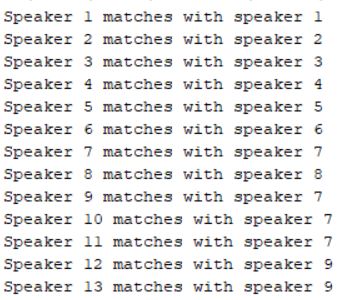 Speaker 1 matches with speaker 1
Speaker 2 matches with speaker 2
Speaker 3 matches with speaker 3
Speaker 4 matches with speaker 4
Speaker 5 matches with speaker 5
Speaker 6 matches with speaker 6
Speaker 7 matches with speaker 7
Speaker 8 matches with speaker 8
Speaker 9 matches with speaker 7
Speaker 10 matches with speaker 7
Speaker 11 matches with speaker 7
Speaker 12 matches with speaker 9
Speaker 13 matches with speaker 9